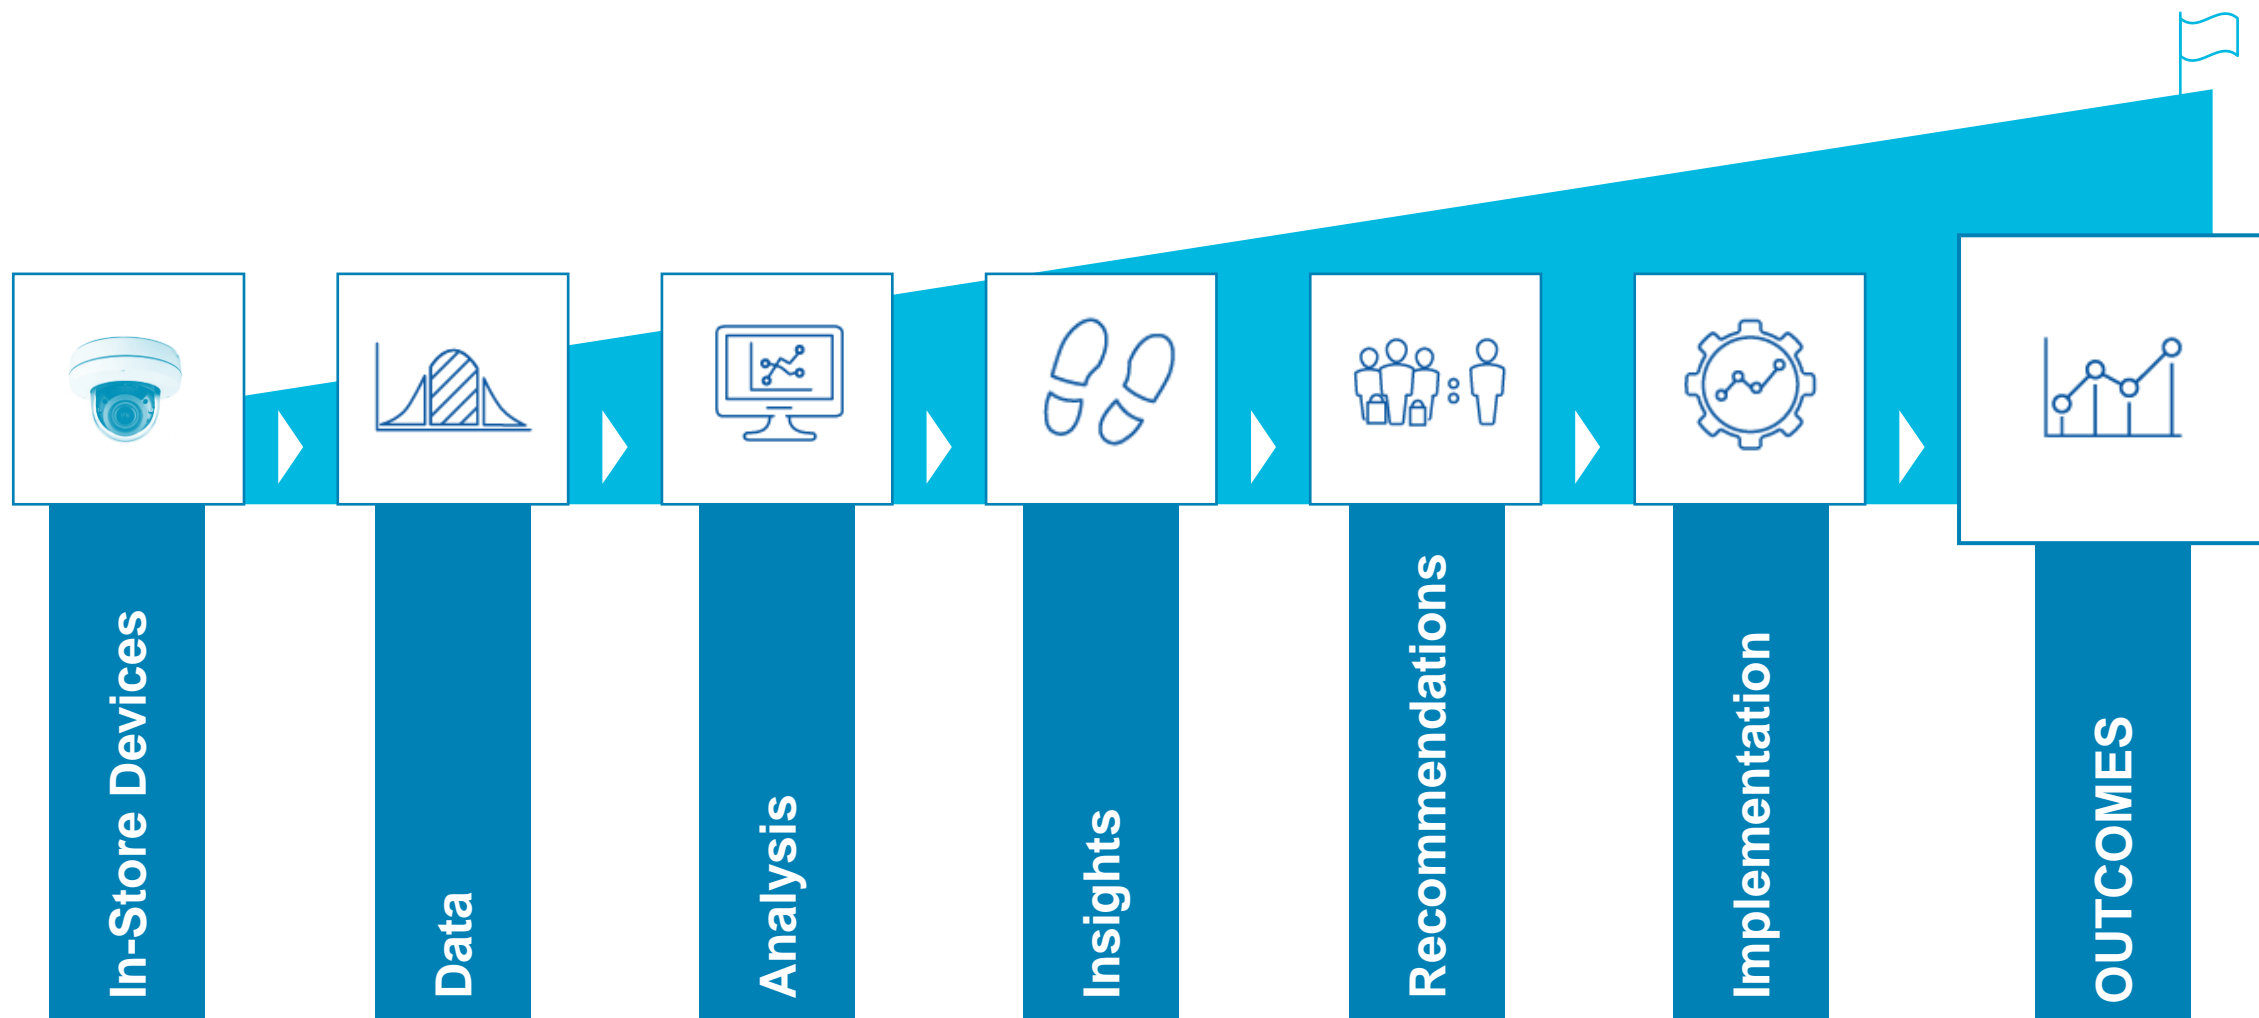 In-Store Devices
Data
Analysis
Insights
Recommendations
Implementation
OUTCOMES